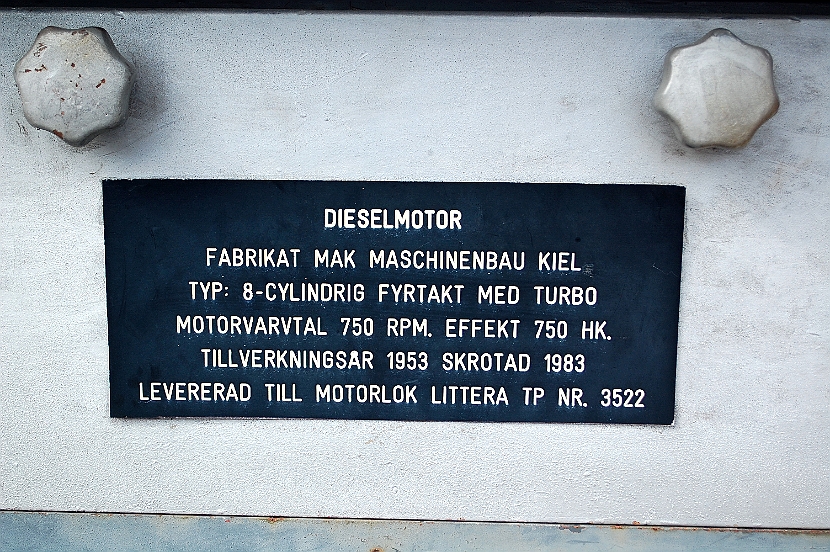 DIESELMOTOR
FABRIKAT MAK MASCHINENBAU KIEL
TYP: 8-CYLINDRIG FYRTAKT MED TURBO
MOTORVARVTAL 750 RPM. EFFEKT 750 HK.
TILLVERKNINGSÅR 1953 SKROTAD 1983
LEVERERAD TILL MOTORLOK LITTERA TP NR. 3522